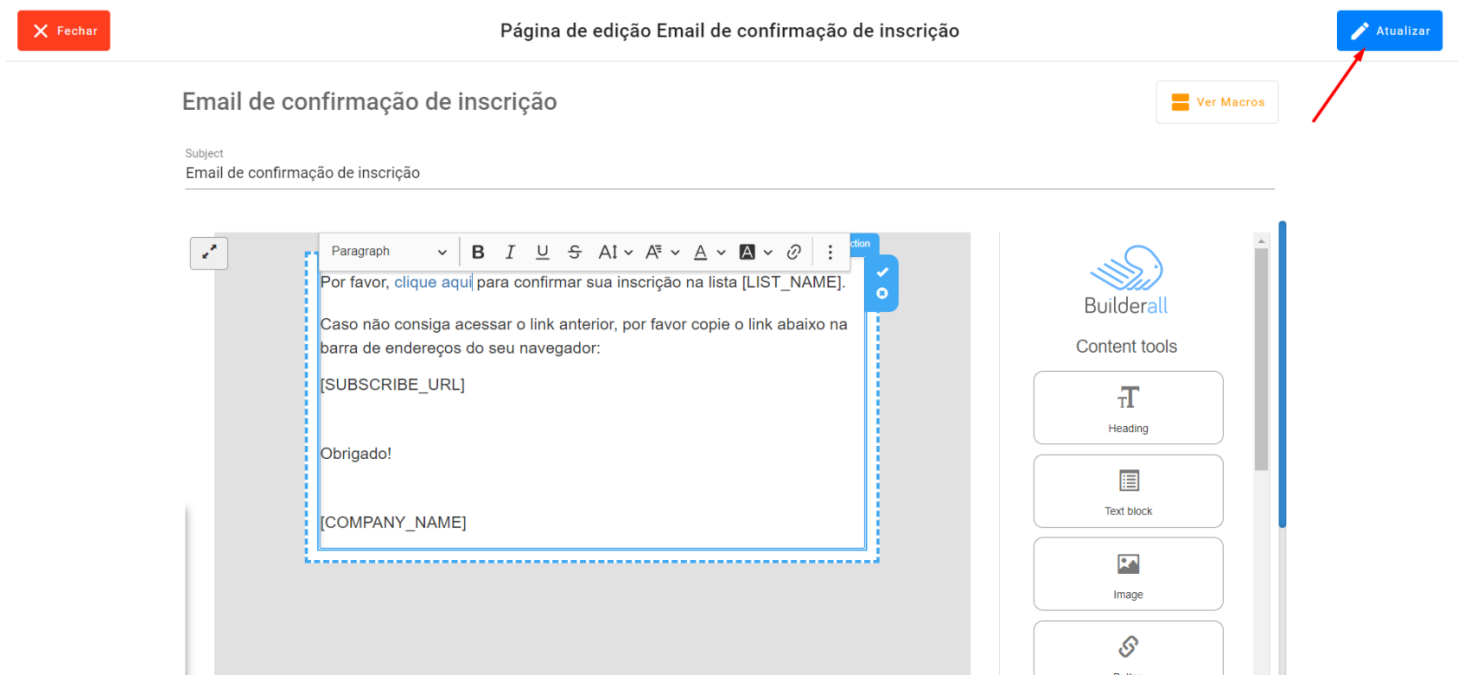 Fechar
Página de edição Email de confirmação de inscrição
Atualizar
Email de confirmação de inscrição
Ver Macros
Subject
Email de confirmação de inscrição
Paragraph
Por favor, clique aqui para confirmar sua inscrição na lista [LIST_NAME].
Caso não consiga acessar o link anterior, por favor copie o link abaixo na
barra de endereços do seu navegador:
[SUBSCRIBE_URL]
Obrigado!
[COMPANY_NAME]
Builderall
Content tools
Heading
Text block
Image